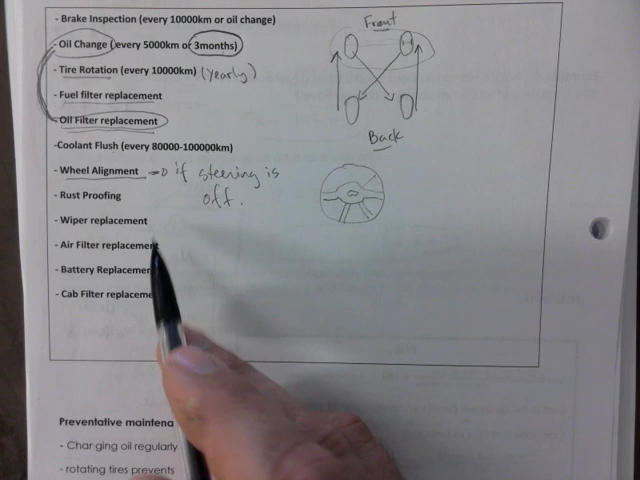 - Brake Inspection (every 10000km or oil change)
Front
- Oil Change (every 5000km or 3months)
- Tire Rotation (every 10000km) (yearly)
- Fuel filter replacement
- Oil Filter replacement
Back
-Coolant Flush (every 80000-100000km)
- Wheel Alignment → if steering is
off.
- Rust Proofing
- Wiper replacement
- Air Filter replacement
- Battery Replacemen
- Cab Filter replaceme
Preventative maintena
- Changing oil regularly
- rotating tires prevents